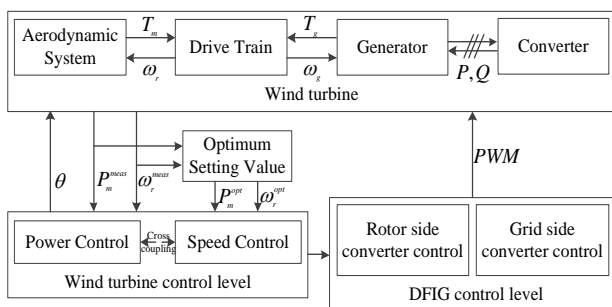 Aerodynamic
System
T_m
ω_r
Drive Train
T_g
ω_g
Generator
P, Q
Converter
Wind turbine
θ
P_m^meas
ω_r^meas
Optimum
Setting Value
P_m^opt
ω_r^opt
PWM
Power Control
Cross
coupling
Speed Control
Wind turbine control level
Rotor side
converter control
Grid side
converter control
DFIG control level